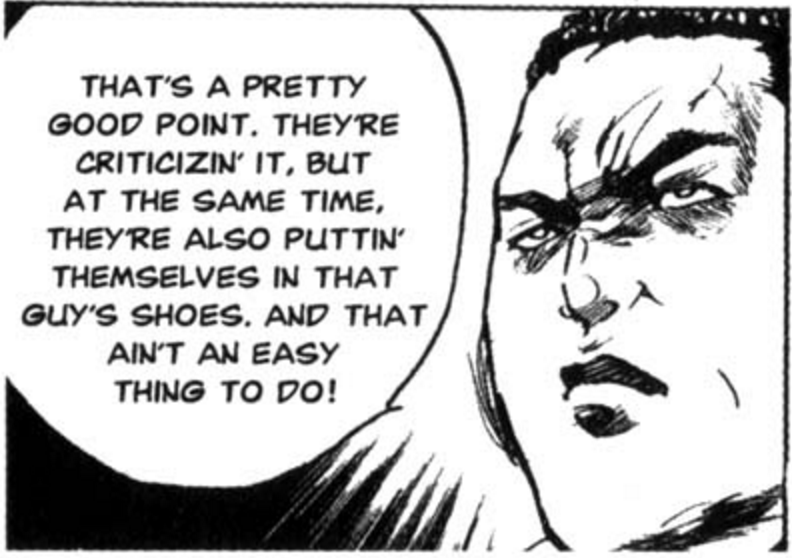 THAT'S A PRETTY
GOOD POINT. THEY'RE
CRITICIZIN' IT, BUT
AT THE SAME TIME,
THEY'RE ALSO PUTTIN'
THEMSELVES IN THAT
GUY'S SHOES. AND THAT
AIN'T AN EASY
THING TO DO!